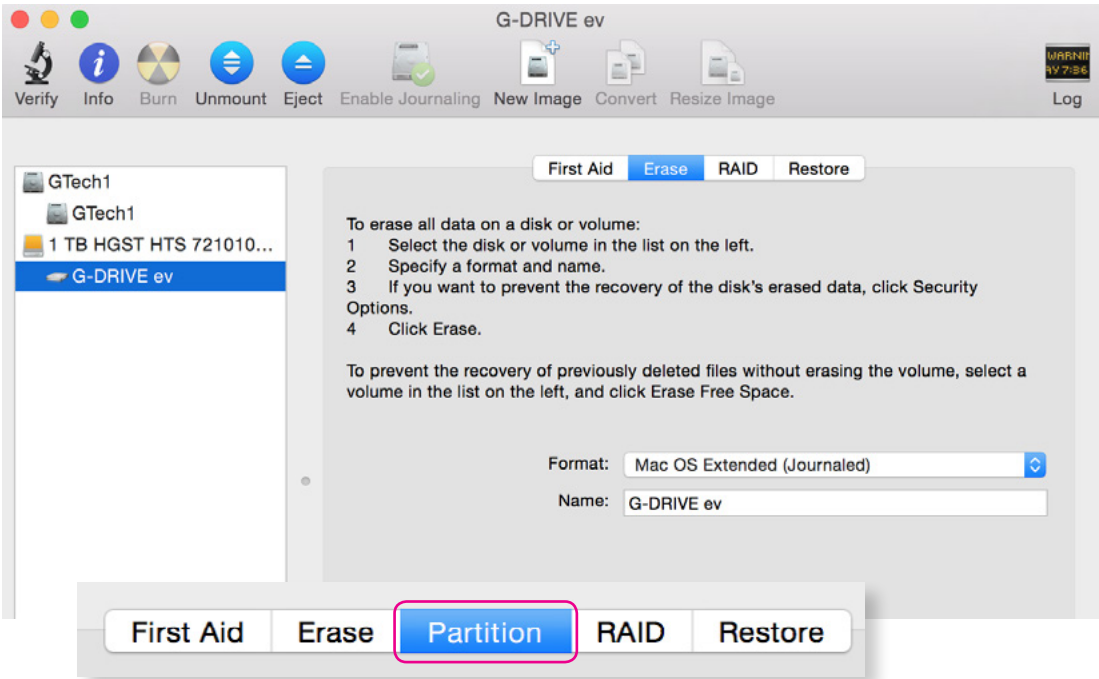 G-DRIVE ev
WARNIN
AY 7:36
Verify Info Burn Unmount Eject Enable Journaling New Image Convert Resize Image Log
GTech1
GTech1
1 TB HGST HTS 721010...
G-DRIVE ev
First Aid Erase RAID Restore
To erase all data on a disk or volume:
1 Select the disk or volume in the list on the left.
2 Specify a format and name.
3 If you want to prevent the recovery of the disk's erased data, click Security
Options.
4 Click Erase.
To prevent the recovery of previously deleted files without erasing the volume, select a
volume in the list on the left, and click Erase Free Space.
Format: Mac OS Extended (Journaled)
Name: G-DRIVE ev
First Aid Erase Partition RAID Restore